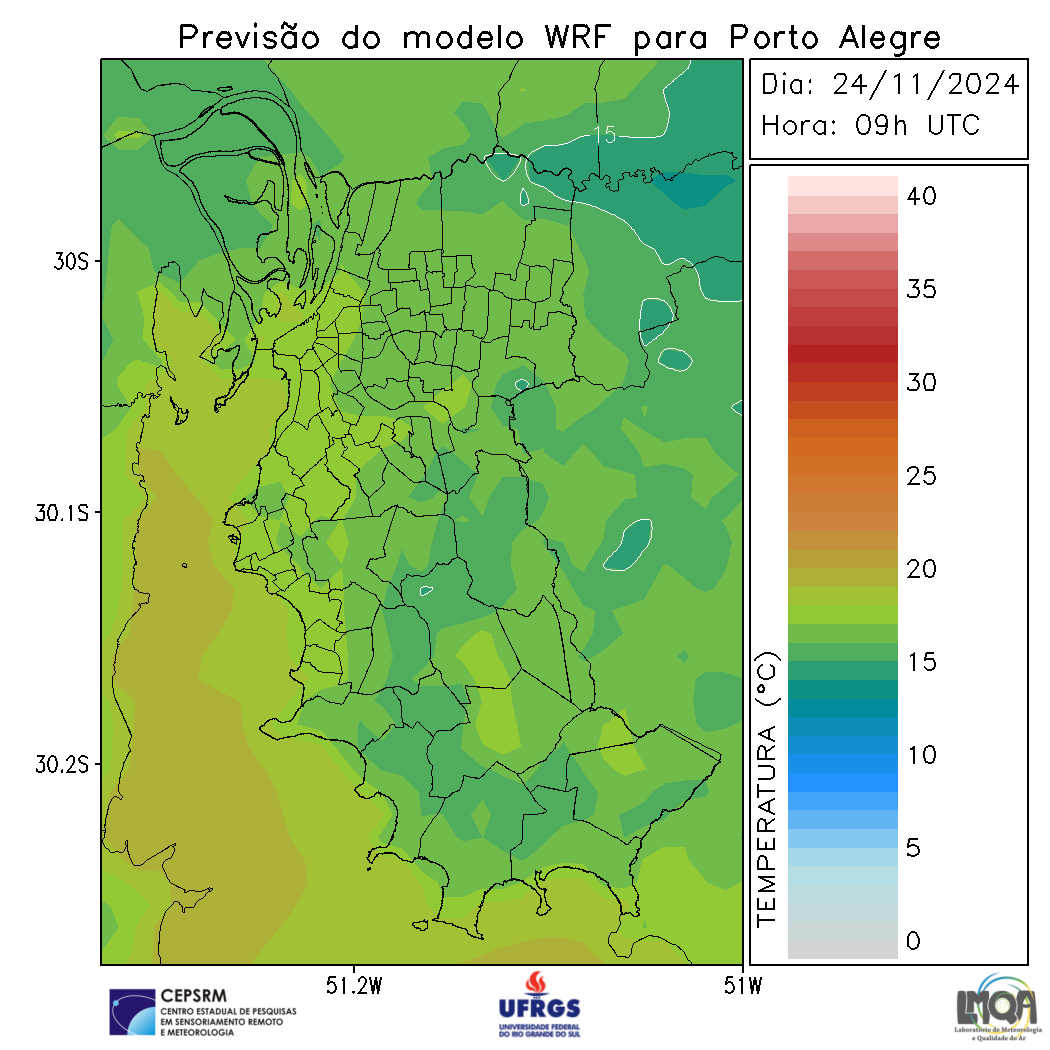 Previsão do modelo WRF para Porto Alegre
Dia: 24/11/2024
Hora: 09h UTC
15
30S
30.1S
30.2S
51.2W
51W
40
35
30
25
20
15
10
5
0
TEMPERATURA (°C)
CEPSRM
CENTRO ESTADUAL DE PESQUISAS
EM SENSORIAMENTO REMOTO
E METEOROLOGIA
UFRGS
UNIVERSIDADE FEDERAL
DO RIO GRANDE DO SUL
LMQA
Laboratório de Meteorologia
e Qualidade do Ar